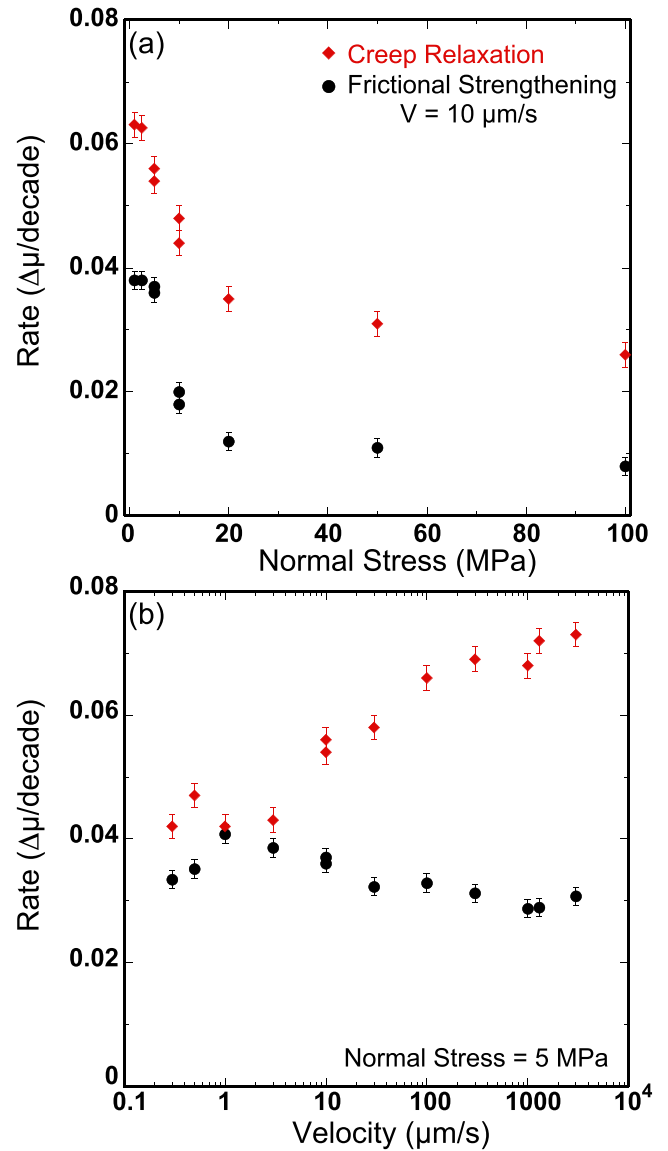 (a)
Creep Relaxation
Frictional Strengthening
V = 10 µm/s
0.08
0.06
0.04
0.02
0
Rate (Δµ/decade)
0 20 40 60 80 100
Normal Stress (MPa)
(b)
0.08
0.06
0.04
0.02
0
Rate (Δµ/decade)
Normal Stress = 5 MPa
0.1 1 10 100 1000 10⁴
Velocity (µm/s)